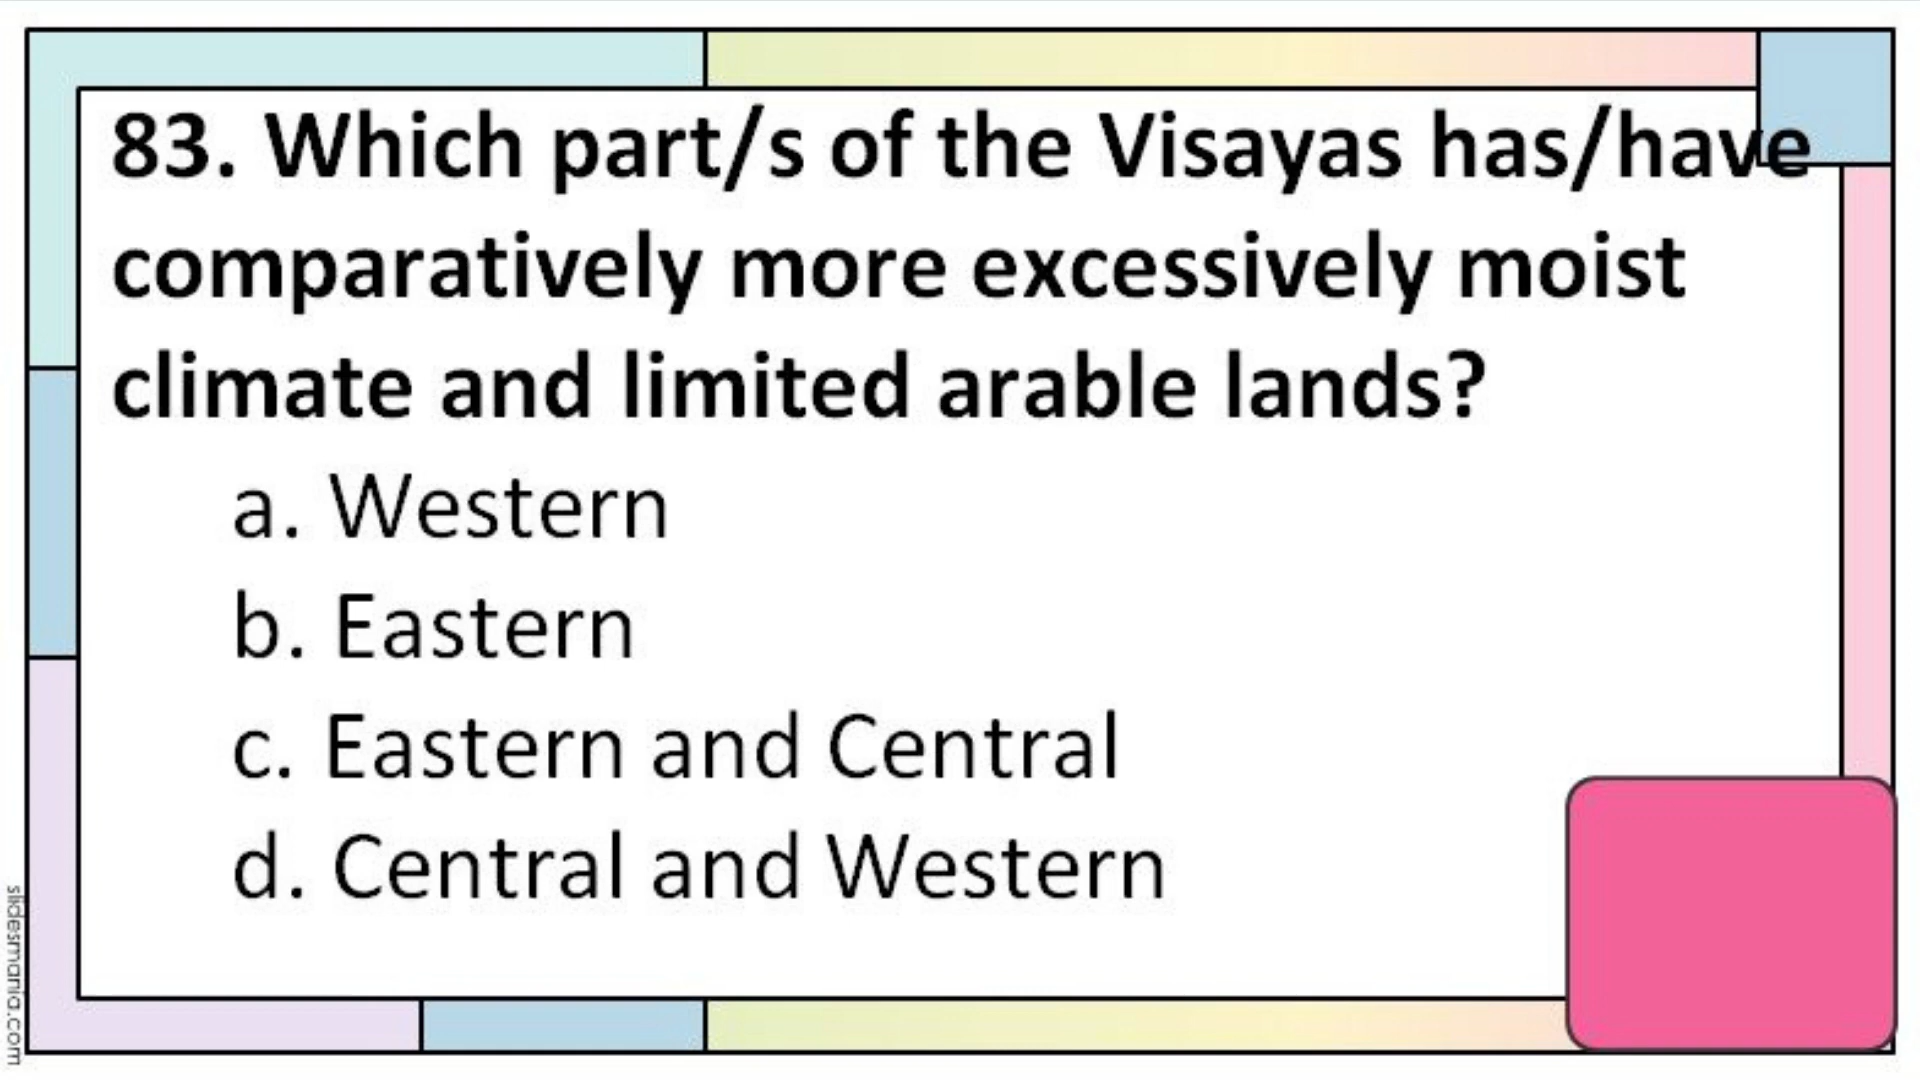 83. Which part/s of the Visayas has/have
comparatively more excessively moist
climate and limited arable lands?
a. Western
b. Eastern
c. Eastern and Central
d. Central and Western
slidesmania.com